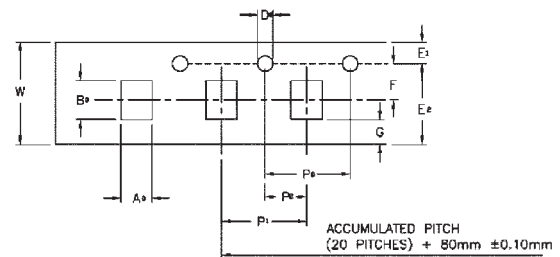 D
E1
W
F
B0
E2
G
P0
A0
P2
P1
ACCUMULATED PITCH
(20 PITCHES) + 80mm ±0.10mm